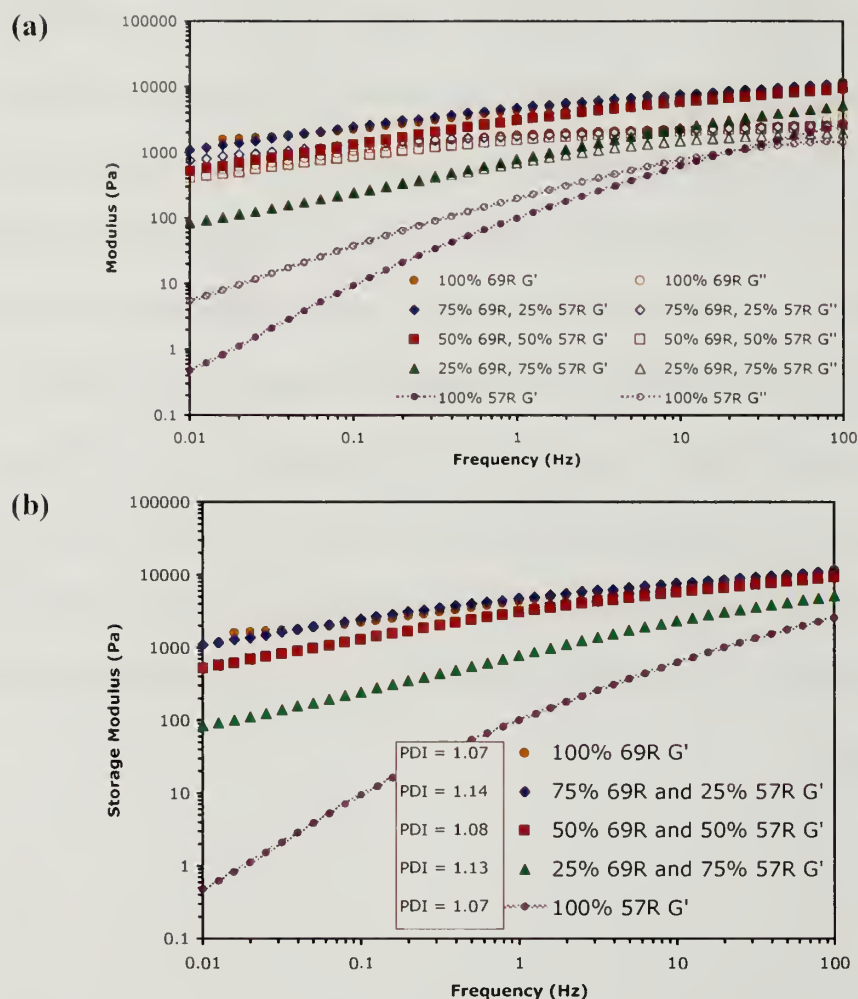 (a)
100000
10000
1000
100
10
1
0.1
Modulus (Pa)
100% 69R G' 100% 69R G"
75% 69R, 25% 57R G' 75% 69R, 25% 57R G"
50% 69R, 50% 57R G' 50% 69R, 50% 57R G"
25% 69R, 75% 57R G' 25% 69R, 75% 57R G"
100% 57R G' 100% 57R G"
0.01 0.1 1 10 100
Frequency (Hz)
(b)
100000
10000
1000
100
10
1
0.1
Storage Modulus (Pa)
PDI = 1.07 100% 69R G'
PDI = 1.14 75% 69R and 25% 57R G'
PDI = 1.08 50% 69R and 50% 57R G'
PDI = 1.13 25% 69R and 75% 57R G'
PDI = 1.07 100% 57R G'
0.01 0.1 1 10 100
Frequency (Hz)